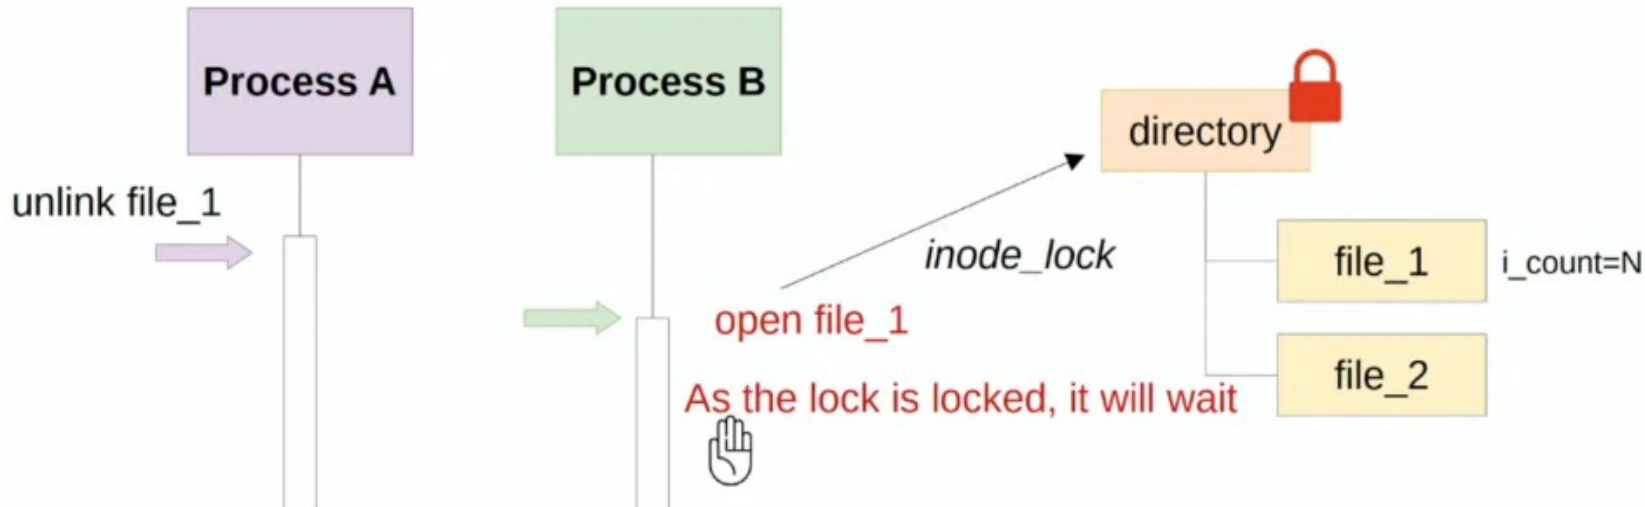 Process A
Process B
directory
unlink file_1
inode_lock
file_1
i_count=N
open file_1
file_2
As the lock is locked, it will wait